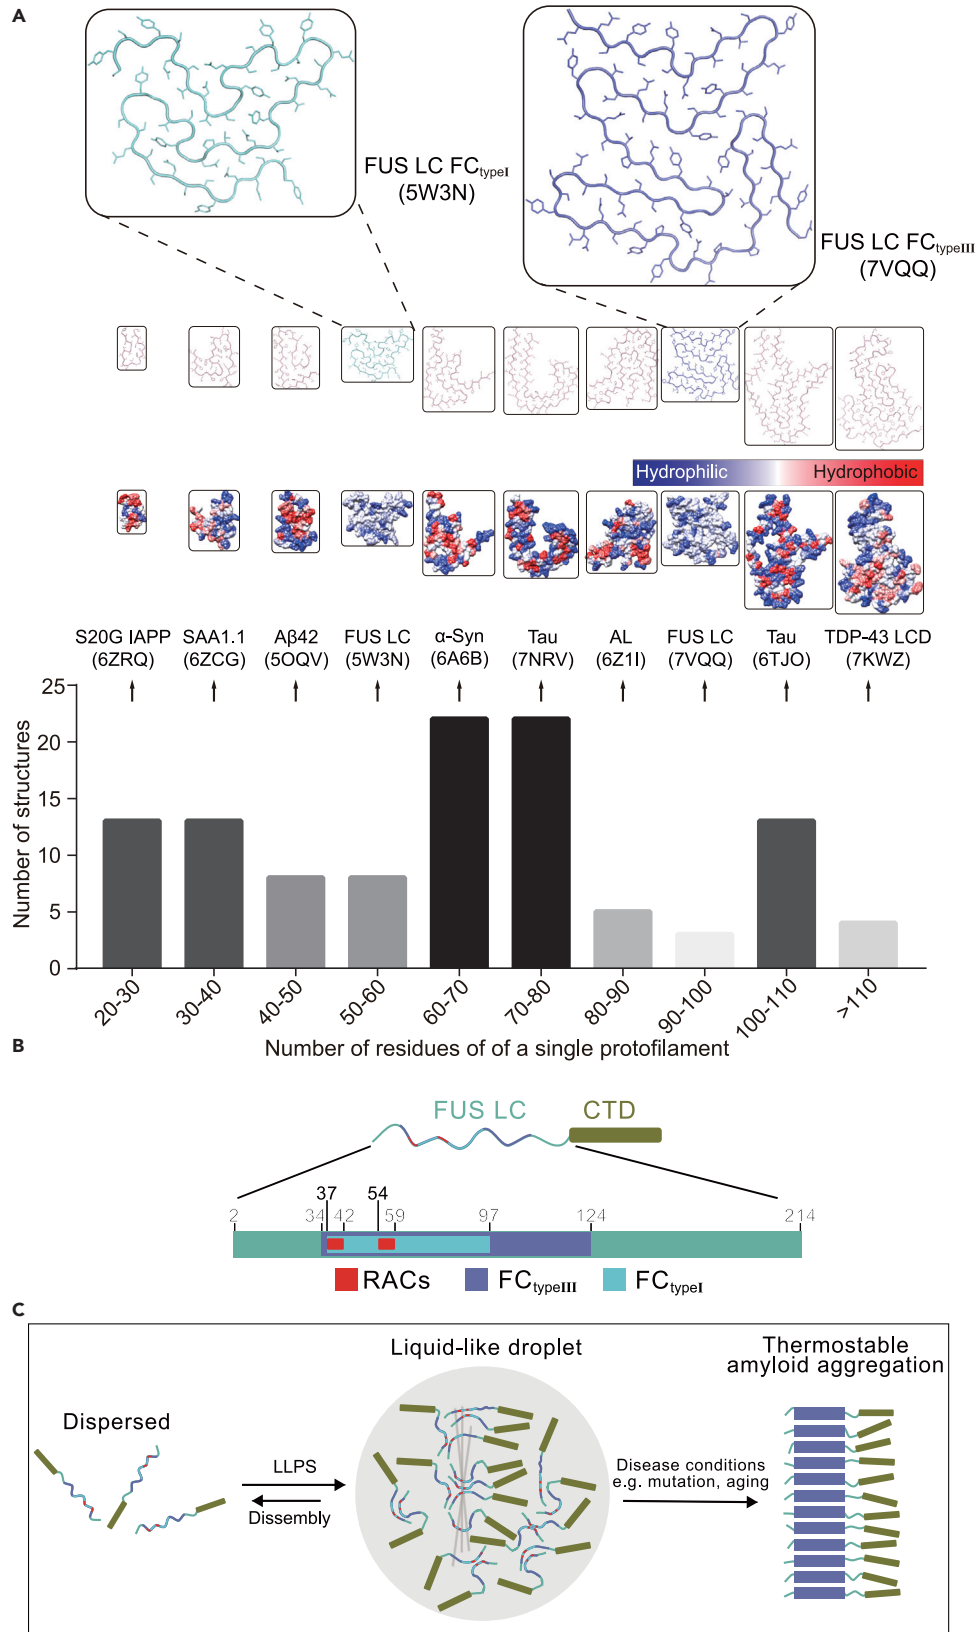 A
FUS LC FCtypeI
(5W3N)
FUS LC FCtypeIII
(7VQQ)
Hydrophilic
Hydrophobic
S20G IAPP
(6ZRQ)
SAA1.1
(6ZCG)
Aβ42
(5OQV)
FUS LC
(5W3N)
α-Syn
(6A6B)
Tau
(7NRV)
AL
(6Z1I)
FUS LC
(7VQQ)
Tau
(6TJO)
TDP-43 LCD
(7KWZ)
Number of structures
25
20
15
10
5
0
20-30
30-40
40-50
50-60
60-70
70-80
80-90
90-100
100-110
>110
Number of residues of of a single protofilament
B
FUS LC
CTD
37
54
2
34
42
59
97
124
214
RACs
FCtypeIII
FCtypeI
C
Dispersed
LLPS
Dissembly
Liquid-like droplet
Disease conditions
e.g. mutation, aging
Thermostable
amyloid aggregation